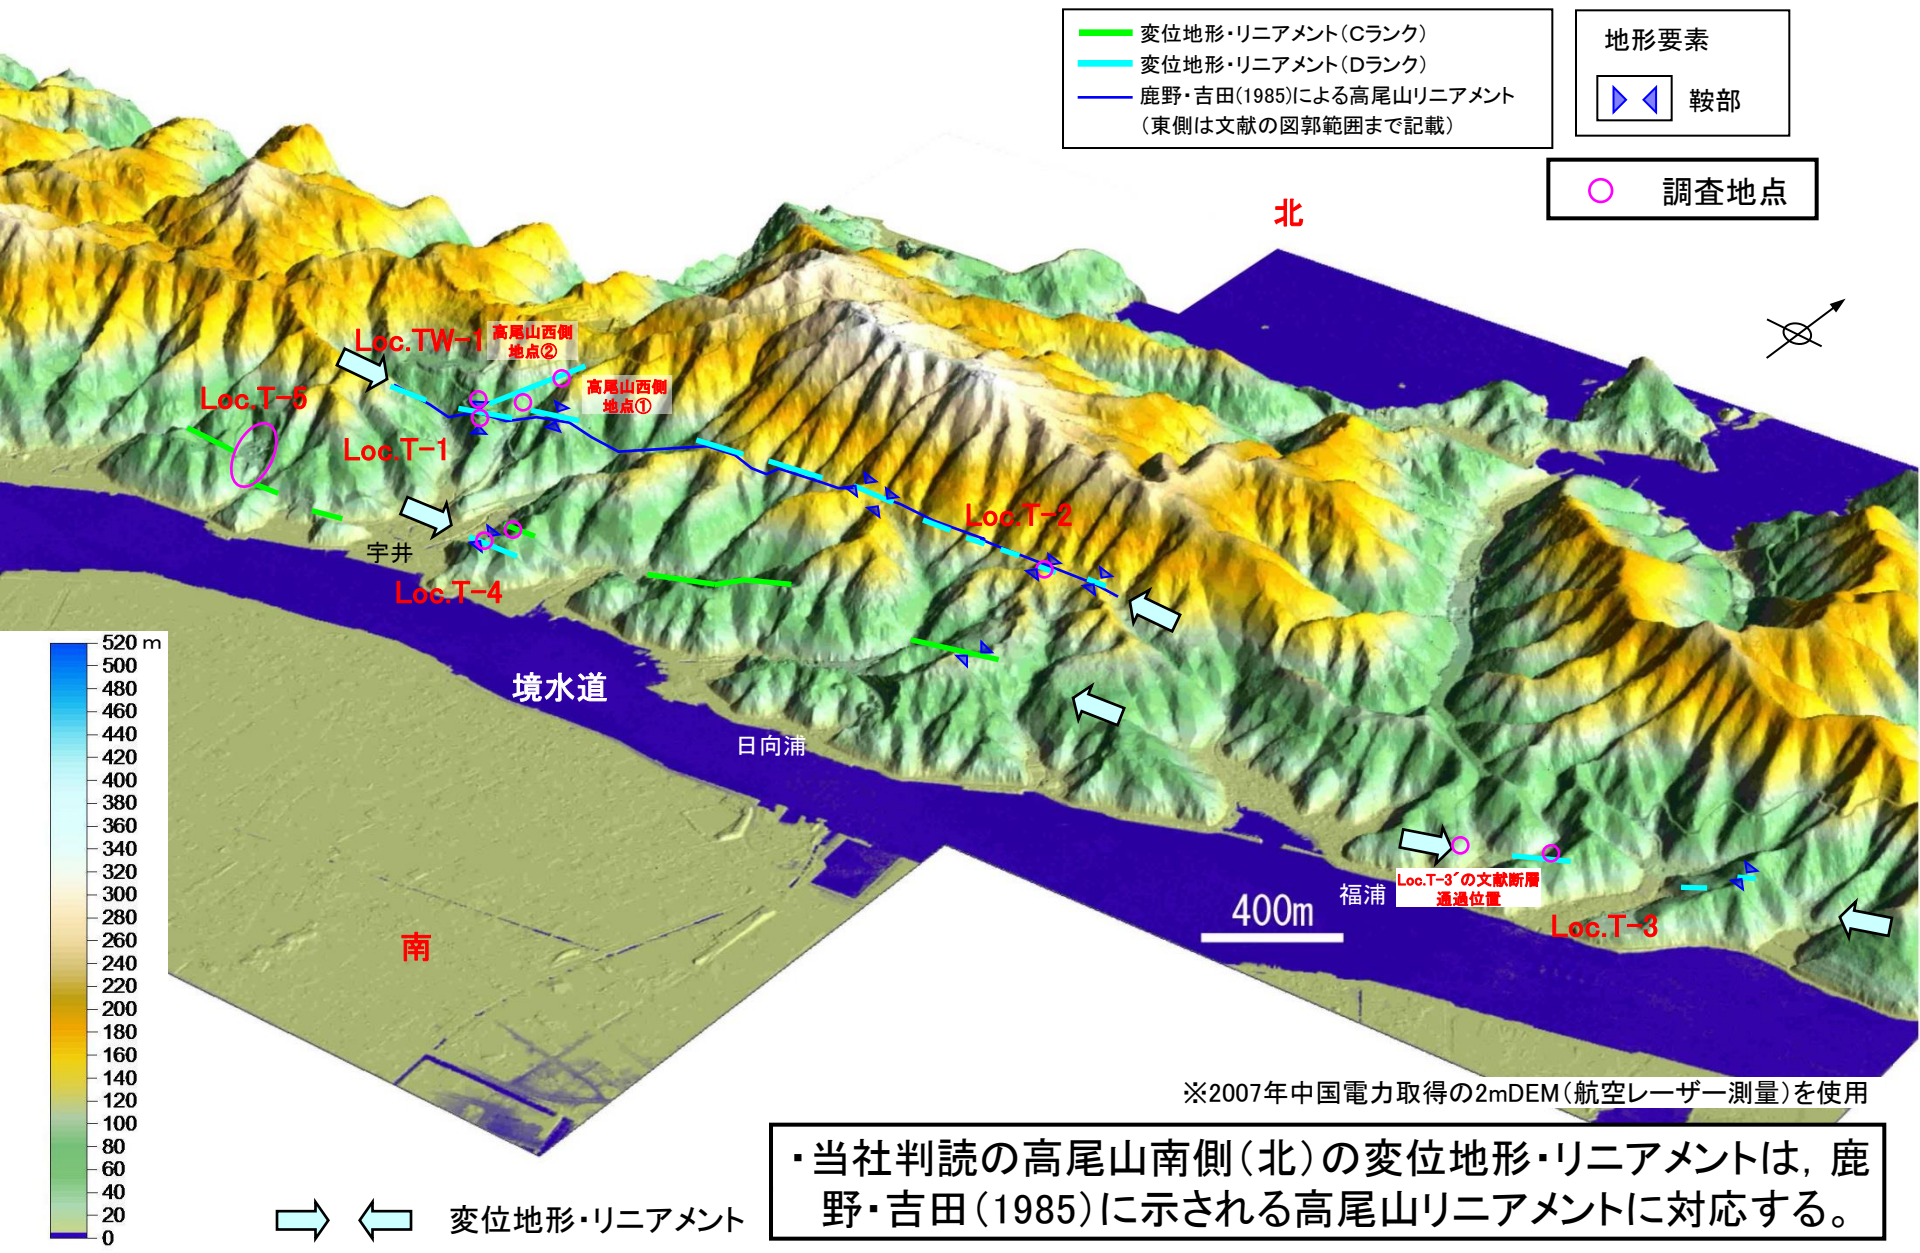 変位地形・リニアメント(Cランク)
変位地形・リニアメント(Dランク)
鹿野・吉田(1985)による高尾山リニアメント
(東側は文献の図郭範囲まで記載)
地形要素
鞍部
調査地点
北
Loc.TW-1
高尾山西側
地点②
高尾山西側
地点①
Loc.T-5
Loc.T-1
Loc.T-2
宇井
Loc.T-4
境水道
日向浦
福浦
Loc.T-3´の文献断層
通過位置
Loc.T-3
400m
南
520 m
500
480
460
440
420
400
380
360
340
320
300
280
260
240
220
200
180
160
140
120
100
80
60
40
20
0
※2007年中国電力取得の2mDEM(航空レーザー測量)を使用
・当社判読の高尾山南側(北)の変位地形・リニアメントは,鹿
野・吉田(1985)に示される高尾山リニアメントに対応する。
変位地形・リニアメント